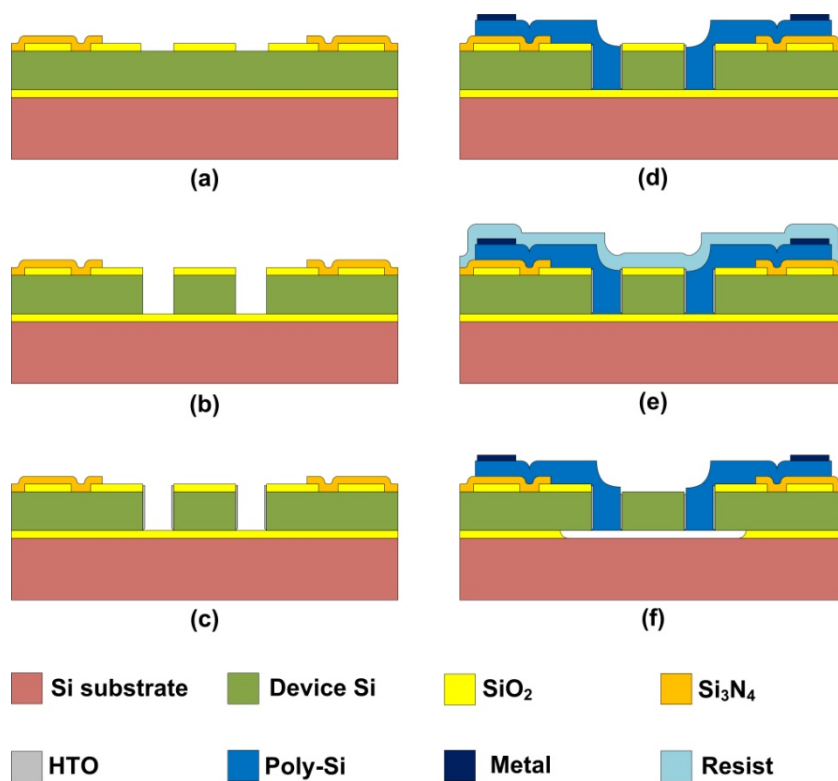 (a)
(d)
(b)
(e)
(c)
(f)
Si substrate
Device Si
SiO₂
Si₃N₄
HTO
Poly-Si
Metal
Resist